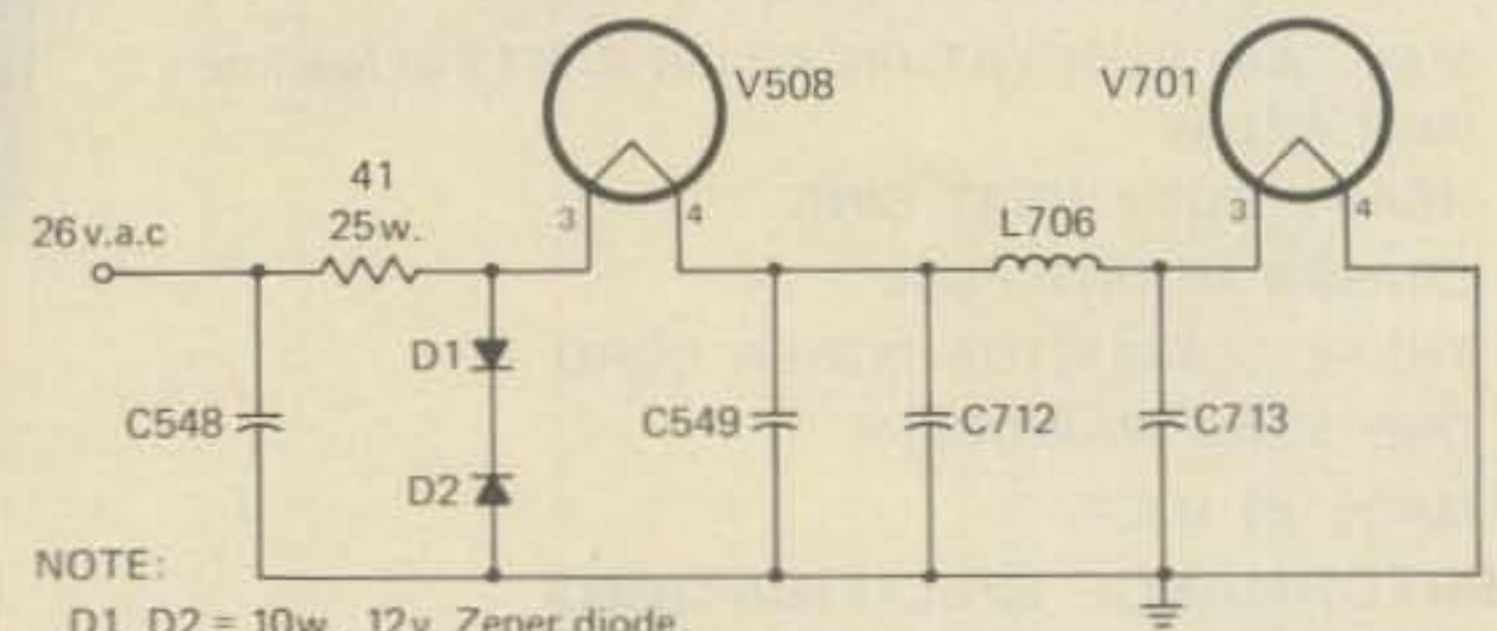 V508
V701
41
25w.
26 v.a.c
3
4
L706
3
4
D1
C548
C549
C712
C713
D2
NOTE:
D1, D2 = 10w., 12v. Zener diode.